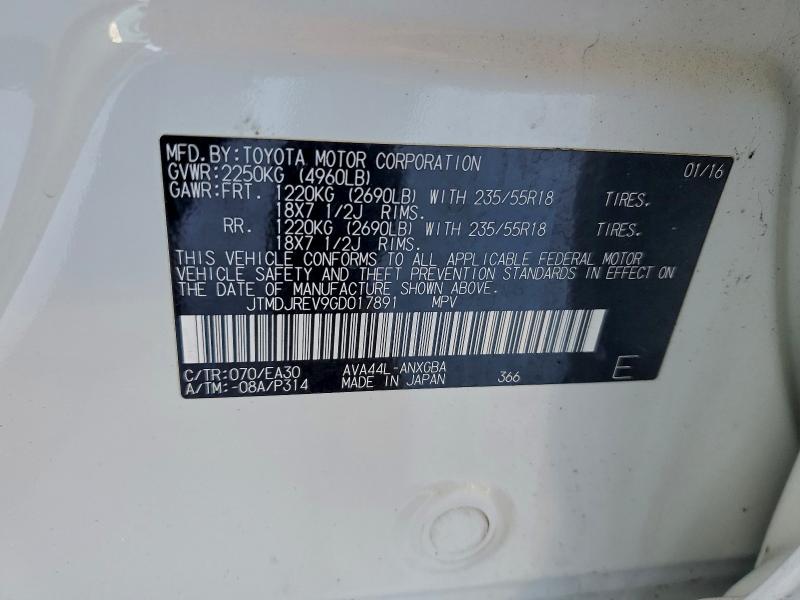 MFD.BY:TOYOTA MOTOR CORPORATION 01/16
GVWR:2250KG (4960LB)
GAWR:FRT. 1220KG (2690LB) WITH 235/55R18 TIRES.
18X7 1/2J RIMS.
RR. 1220KG (2690LB) WITH 235/55R18 TIRES.
18X7 1/2J RIMS.
THIS VEHICLE CONFORMS TO ALL APPLICABLE FEDERAL MOTOR
VEHICLE SAFETY AND THEFT PREVENTION STANDARDS IN EFFECT ON
THE DATE OF MANUFACTURE SHOWN ABOVE.
JTMDJREV9GD017891 MPV
C/TR:070/EA30 AVA44L-ANXGBA
A/TM:-08A/P314 MADE IN JAPAN 366 E